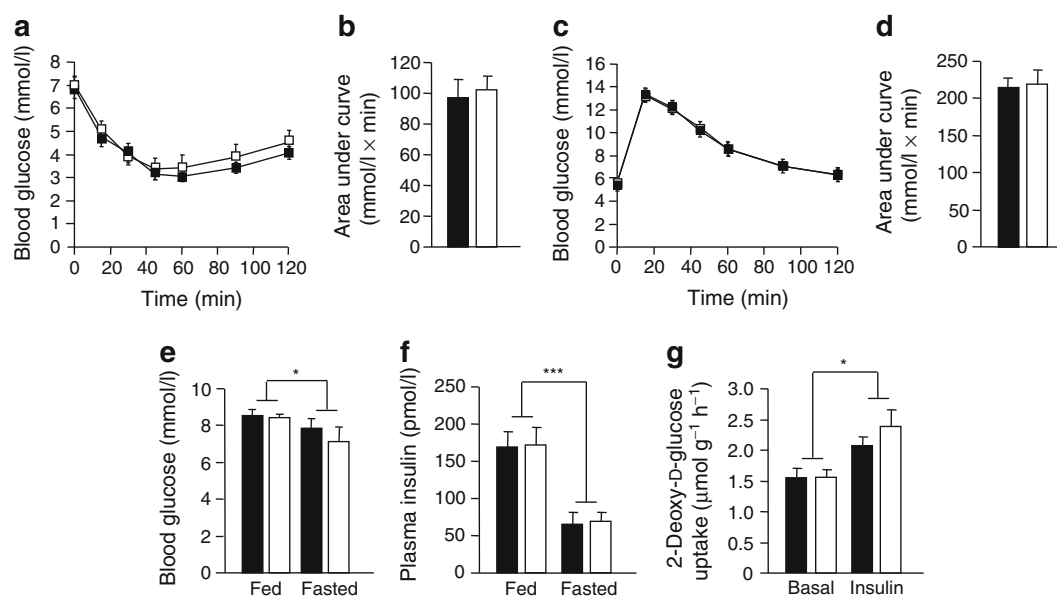 a
Blood glucose (mmol/l)
8
7
6
5
4
3
2
1
0
0 20 40 60 80 100 120
Time (min)
b
Area under curve
(mmol/l × min)
120
100
80
60
40
20
0
c
Blood glucose (mmol/l)
16
14
12
10
8
6
4
2
0
0 20 40 60 80 100 120
Time (min)
d
Area under curve
(mmol/l × min)
250
200
150
100
50
0
e
Blood glucose (mmol/l)
10
8
6
4
2
0
*
Fed Fasted
f
Plasma insulin (pmol/l)
250
200
150
100
50
0
***
Fed Fasted
g
2-Deoxy-D-glucose
uptake (μmol g⁻¹ h⁻¹)
3.0
2.5
2.0
1.5
1.0
0.5
0
*
Basal Insulin